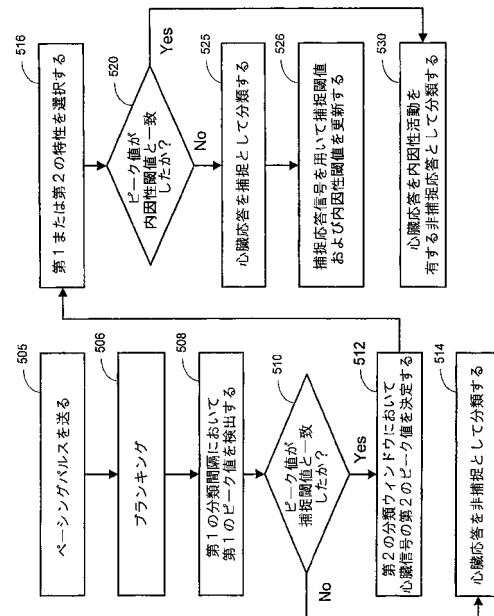 505
ペーシングパルスを送る
506
ブランキング
508
第1の分類間隔において
第1のピーク値を検出する
510
ピーク値が
捕捉閾値と一致
したか?
No
Yes
512
第2の分類ウィンドウにおいて
心臓信号の第2のピーク値を決定する
514
心臓応答を非捕捉として分類する
516
第1または第2の特性を選択する
520
ピーク値が
内因性閾値と一致
したか?
Yes
No
525
心臓応答を捕捉として分類する
526
捕捉応答信号を用いて捕捉閾値
および内因性閾値を更新する
530
心臓応答を内因性活動を
有する非捕捉応答として分類する